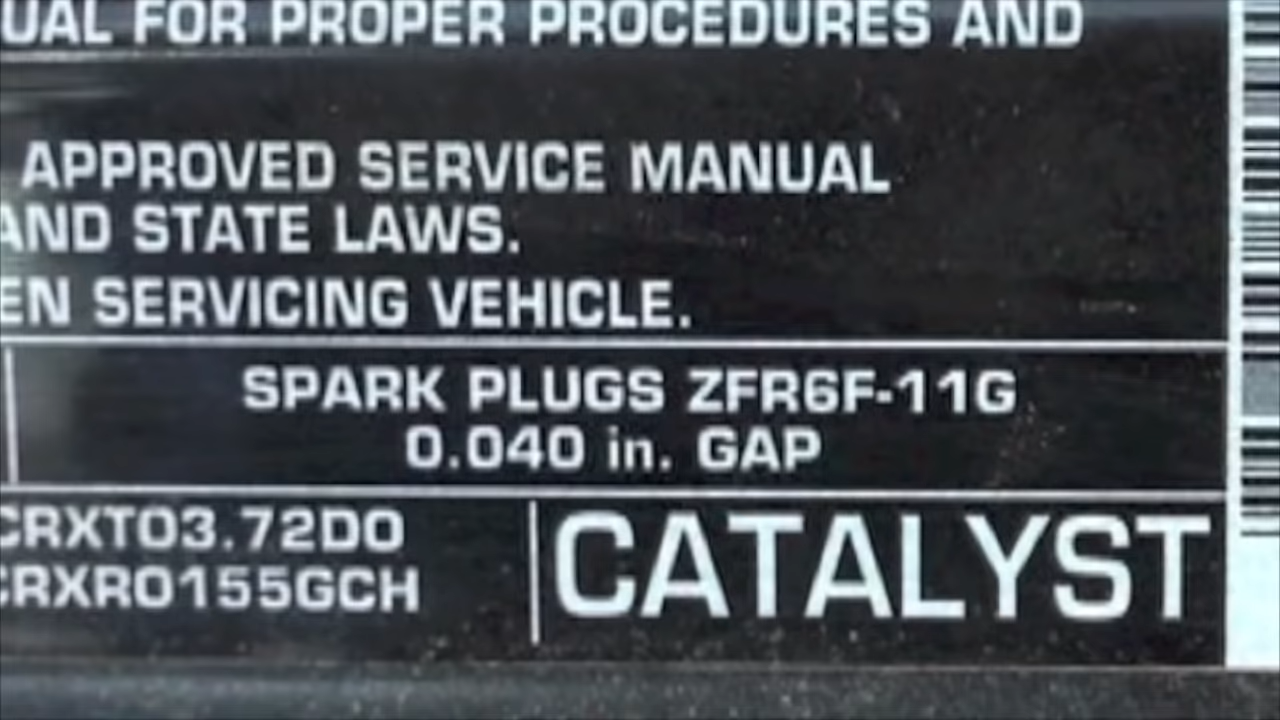 UAL FOR PROPER PROCEDURES AND
APPROVED SERVICE MANUAL
AND STATE LAWS.
EN SERVICING VEHICLE.
SPARK PLUGS ZFR6F-11G
0.040 in. GAP
CRXT03.72D0
CRXR0155GCH
CATALYST